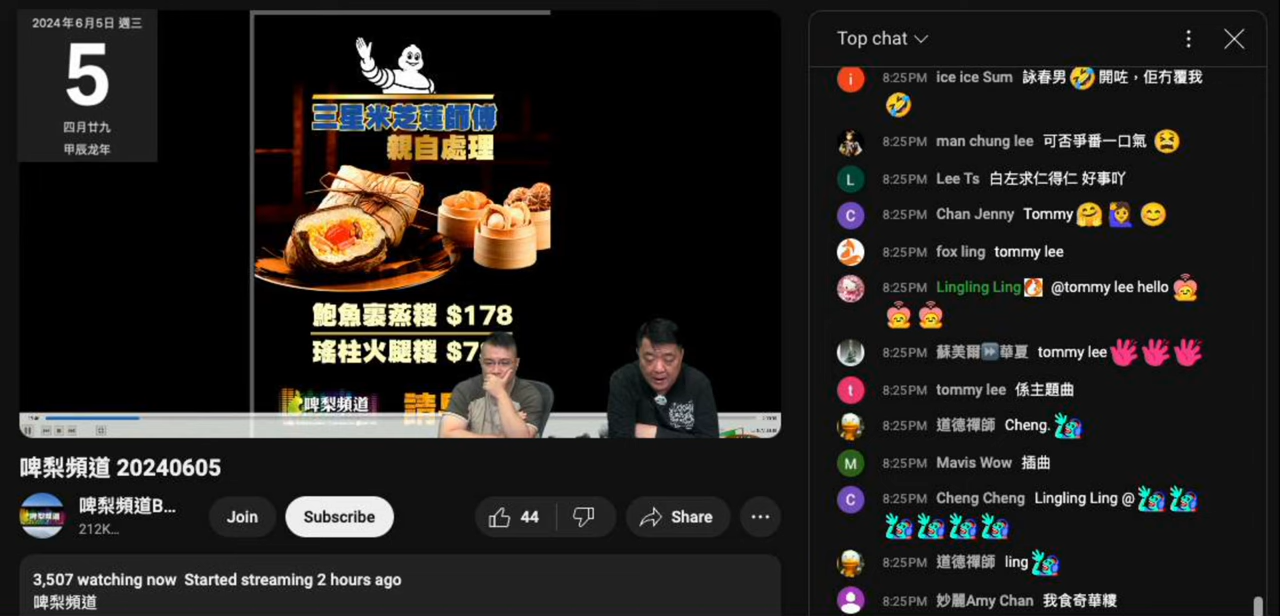 2024年6月5日 週三
5
四月廿九
甲辰龙年
三星米芝蓮師傅
親自處理
鮑魚裹蒸糉 $178
瑤柱火腿糉 $7
啤梨頻道
啤梨頻道 20240605
啤梨頻道B...
212K...
Join
Subscribe
44
Share
3,507 watching now Started streaming 2 hours ago
啤梨頻道
Top chat
8:25PM ice ice Sum 詠春男🤣開咗，佢冇覆我
🤣
8:25PM man chung lee 可否爭番一口氣 😫
8:25PM Lee Ts 白左求仁得仁 好事吖
8:25PM Chan Jenny Tommy🤗🙋‍♀️😊
8:25PM fox ling tommy lee
8:25PM Lingling Ling @tommy lee hello
8:25PM 蘇美爾⏩華夏 tommy lee
8:25PM tommy lee 係主題曲
8:25PM 道德禪師 Cheng.
8:25PM Mavis Wow 插曲
8:25PM Cheng Cheng Lingling Ling @
8:25PM 道德禪師 ling
8:25PM 妙麗Amy Chan 我食奇華糭
i
L
C
t
M
C